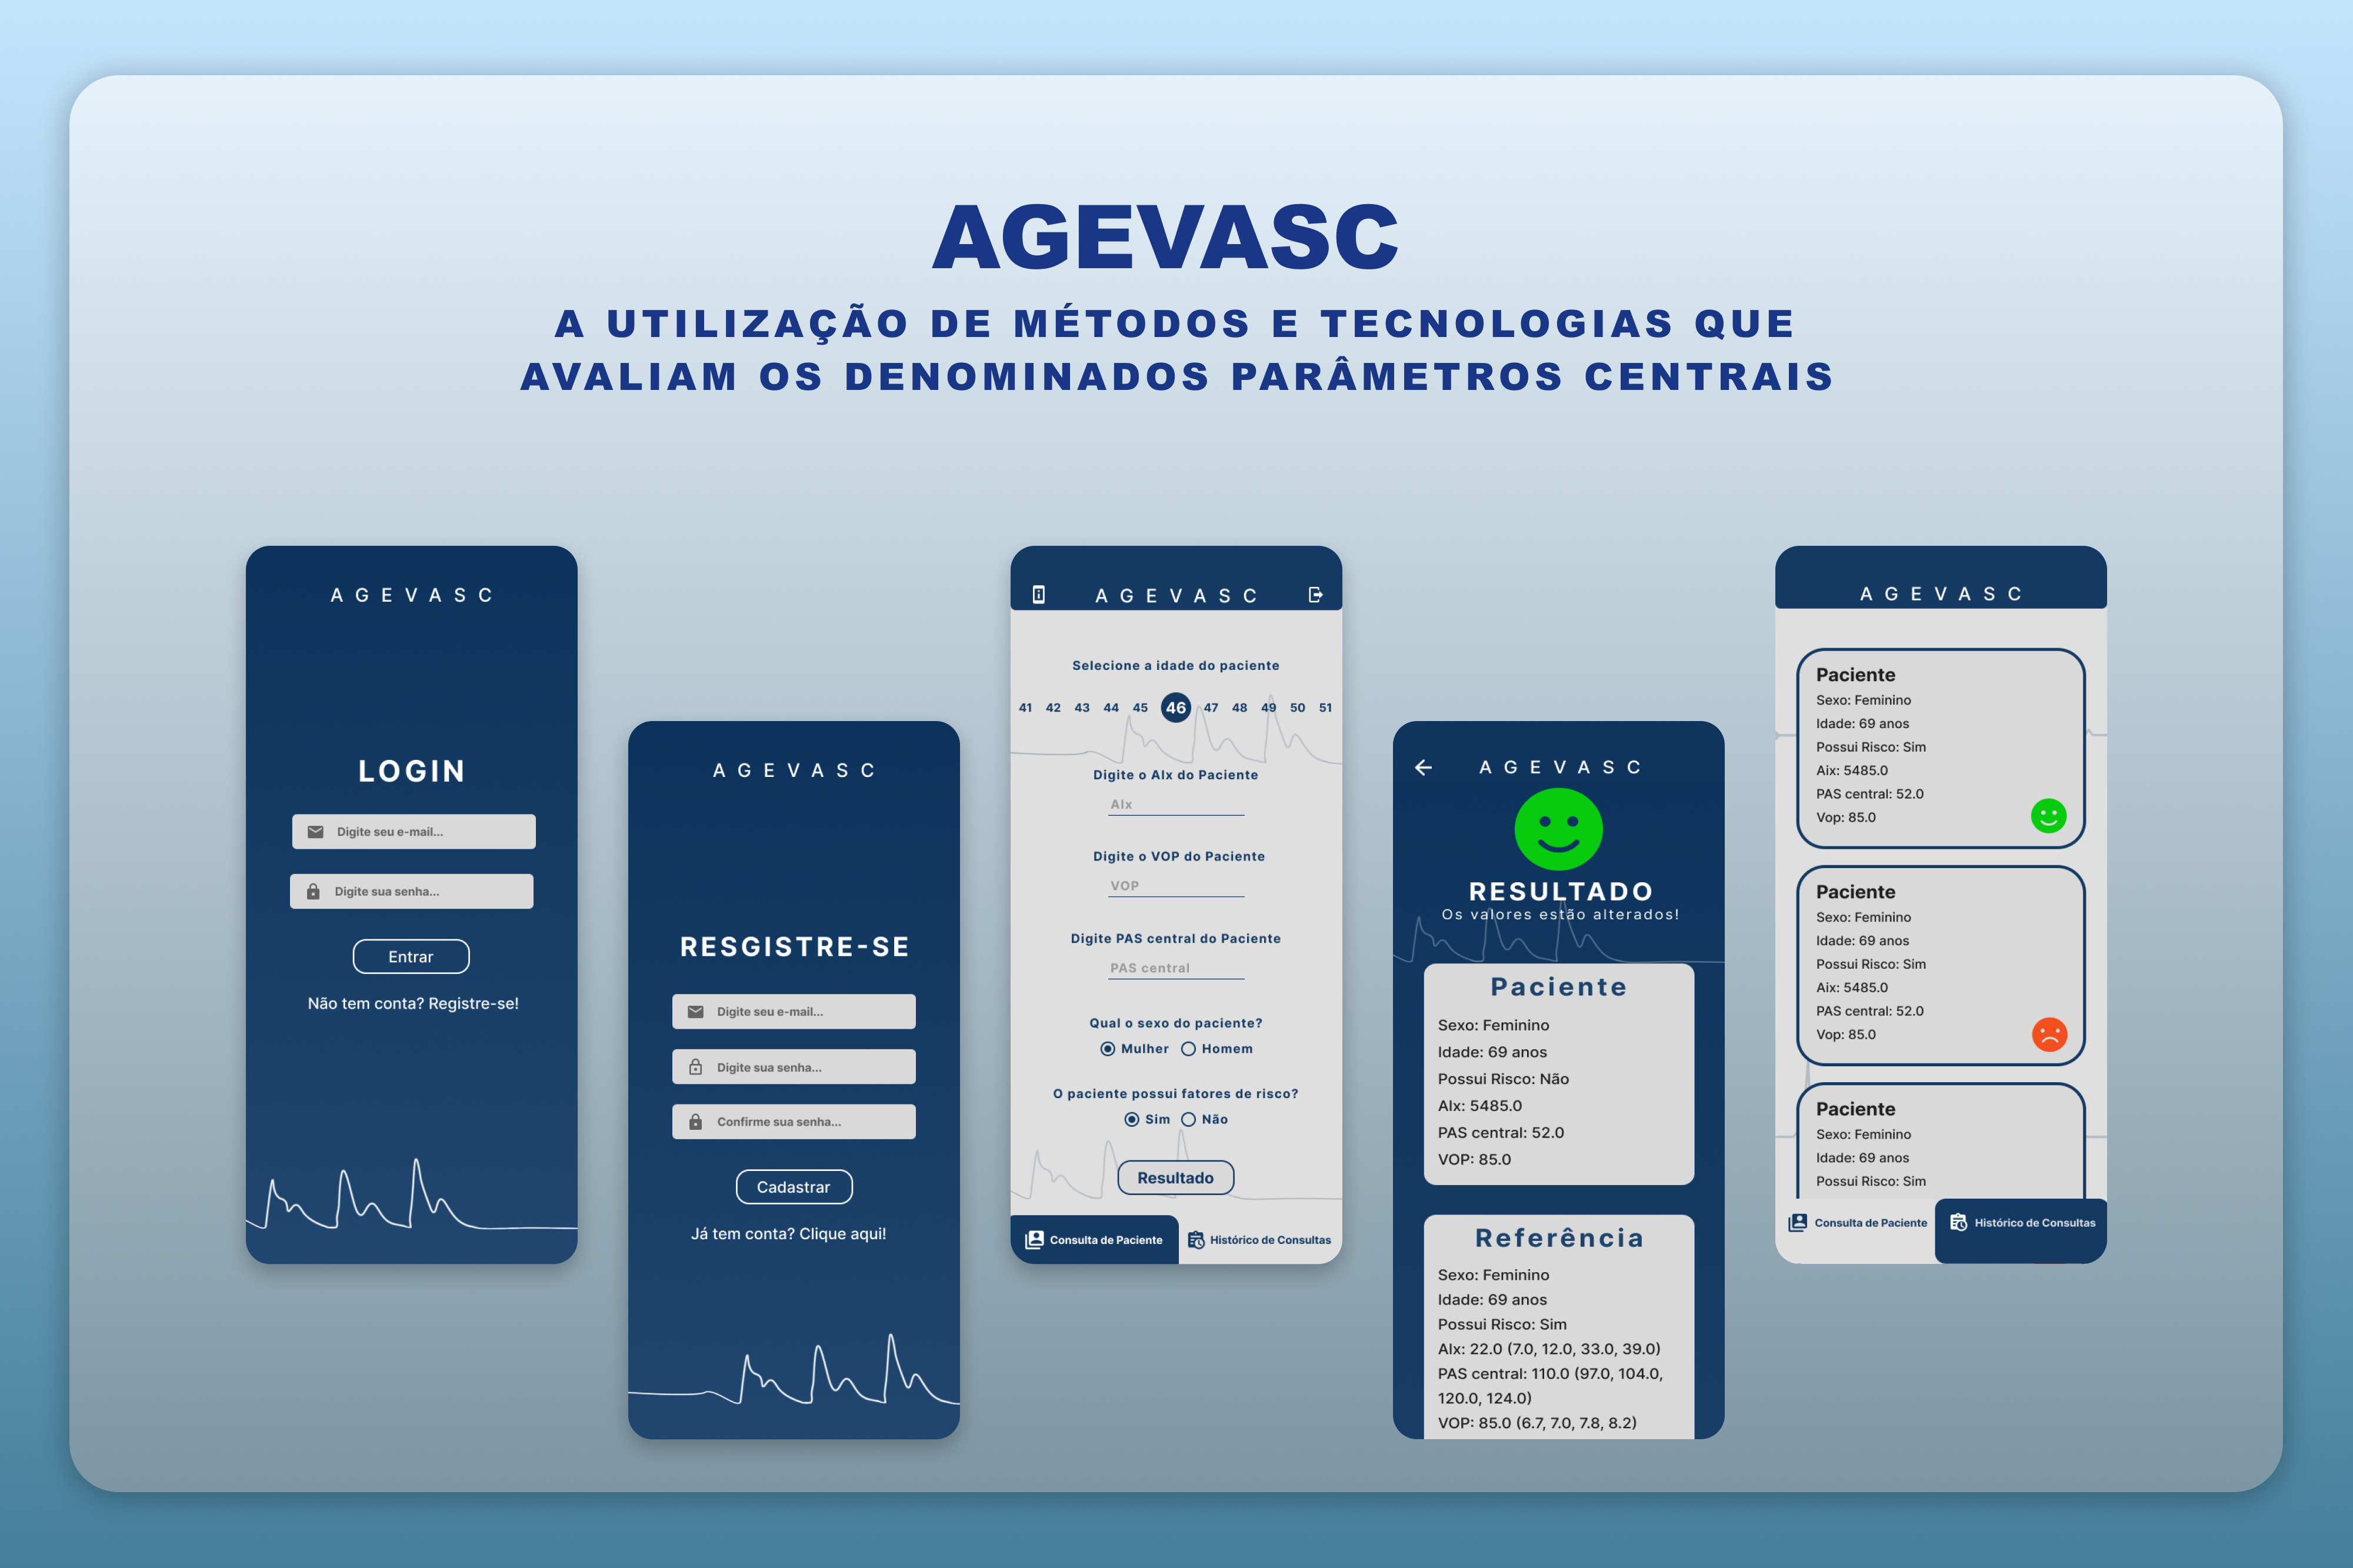 AGEVASC
A UTILIZAÇÃO DE MÉTODOS E TECNOLOGIAS QUE
AVALIAM OS DENOMINADOS PARÂMETROS CENTRAIS
AGEVASC
LOGIN
Digite seu e-mail...
Digite sua senha...
Entrar
Não tem conta? Registre-se!
AGEVASC
RESGISTRE-SE
Digite seu e-mail...
Digite sua senha...
Confirme sua senha...
Cadastrar
Já tem conta? Clique aqui!
AGEVASC
Selecione a idade do paciente
41 42 43 44 45 46 47 48 49 50 51
Digite o AIx do Paciente
AIx
Digite o VOP do Paciente
VOP
Digite PAS central do Paciente
PAS central
Qual o sexo do paciente?
Mulher Homem
O paciente possui fatores de risco?
Sim Não
Resultado
Consulta de Paciente Histórico de Consultas
AGEVASC
RESULTADO
Os valores estão alterados!
Paciente
Sexo: Feminino
Idade: 69 anos
Possui Risco: Não
AIx: 5485.0
PAS central: 52.0
VOP: 85.0
Referência
Sexo: Feminino
Idade: 69 anos
Possui Risco: Sim
AIx: 22.0 (7.0, 12.0, 33.0, 39.0)
PAS central: 110.0 (97.0, 104.0,
120.0, 124.0)
VOP: 85.0 (6.7, 7.0, 7.8, 8.2)
AGEVASC
Paciente
Sexo: Feminino
Idade: 69 anos
Possui Risco: Sim
Aix: 5485.0
PAS central: 52.0
Vop: 85.0
Paciente
Sexo: Feminino
Idade: 69 anos
Possui Risco: Sim
Aix: 5485.0
PAS central: 52.0
Vop: 85.0
Paciente
Sexo: Feminino
Idade: 69 anos
Possui Risco: Sim
Consulta de Paciente Histórico de Consultas